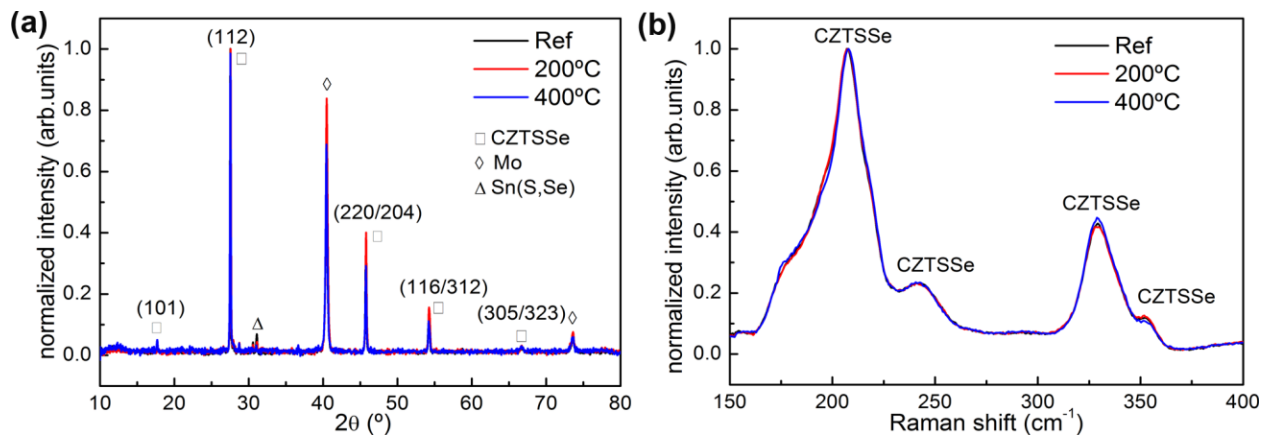 (a)
(112)
Ref
200ºC
400ºC
□ CZTSSe
◊ Mo
Δ Sn(S,Se)
□
◊
(220/204)
□
(116/312)
□
(101)
□
Δ
(305/323)
□
◊
1.0
0.8
0.6
0.4
0.2
0.0
normalized intensity (arb.units)
10 20 30 40 50 60 70 80
2θ (º)
(b)
CZTSSe
Ref
200ºC
400ºC
CZTSSe
CZTSSe
CZTSSe
1.0
0.8
0.6
0.4
0.2
0.0
normalized intensity (arb.units)
150 200 250 300 350 400
Raman shift (cm⁻¹)